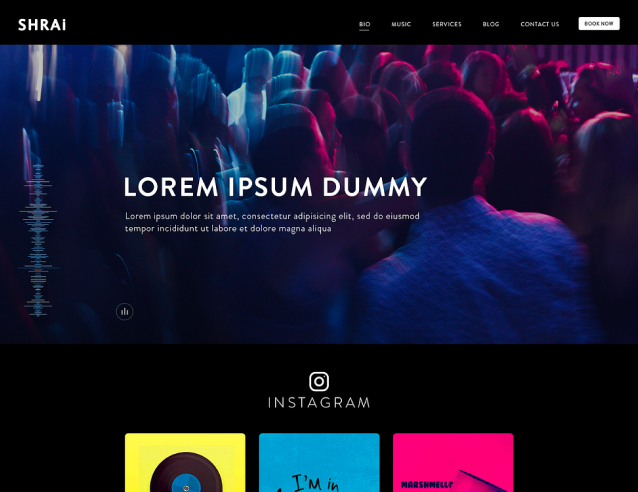 SHRAi
BIO MUSIC SERVICES BLOG CONTACT US BOOK NOW
LOREM IPSUM DUMMY
Lorem ipsum dolor sit amet, consectetur adipisicing elit, sed do eiusmod
tempor incididunt ut labore et dolore magna aliqua
INSTAGRAM
I'M in
MARSHMELLO